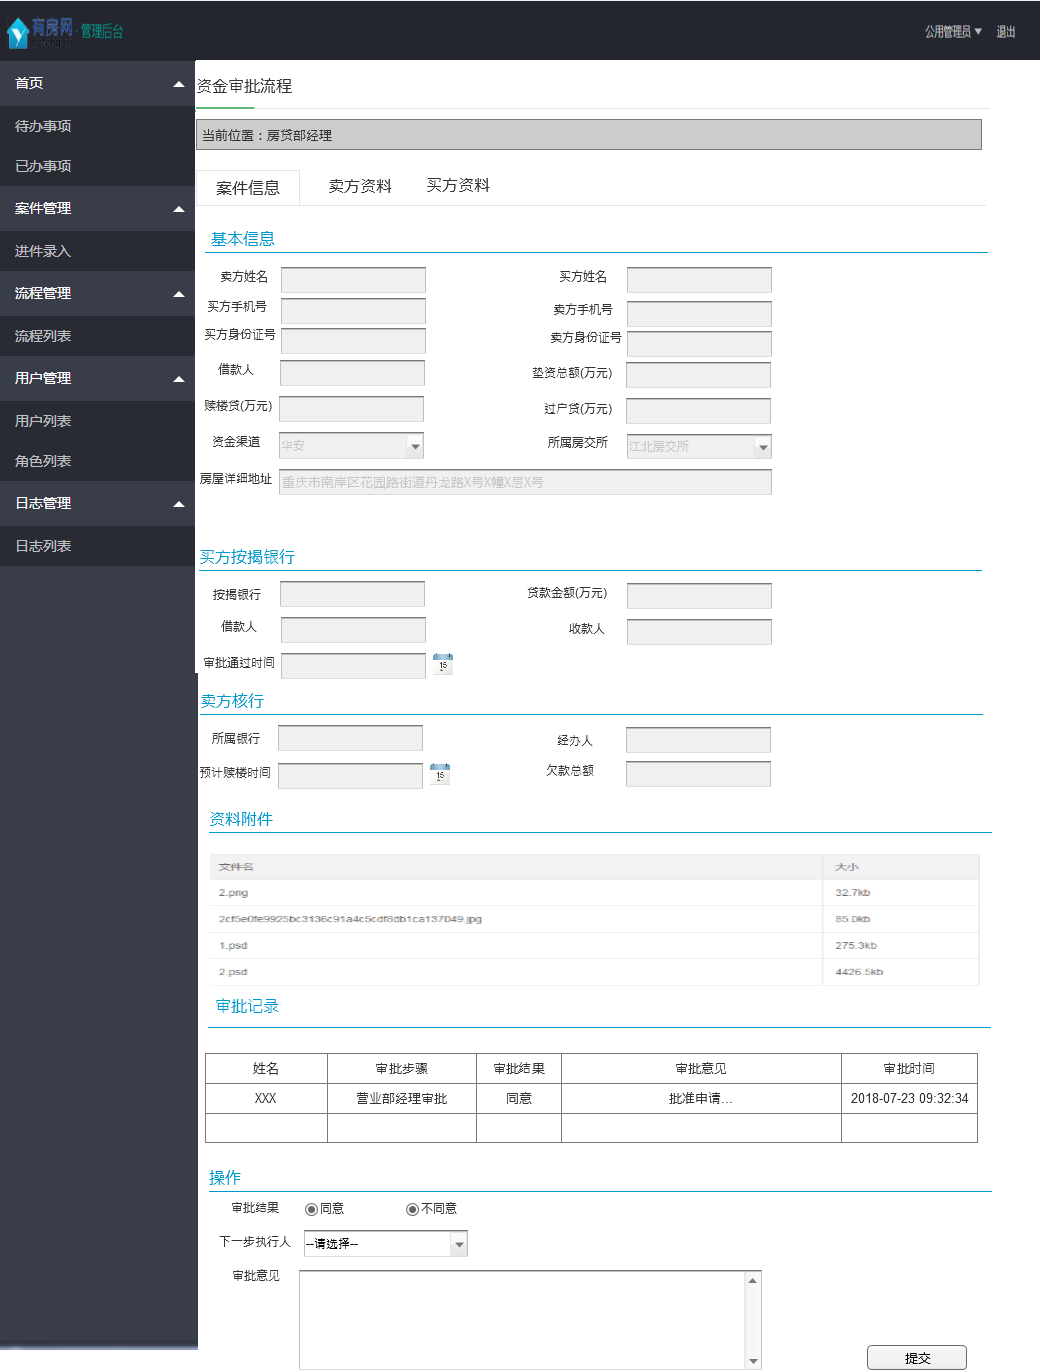 有房网·管理后台
公用管理员 退出
首页
待办事项
已办事项
案件管理
进件录入
流程管理
流程列表
用户管理
用户列表
角色列表
日志管理
日志列表
资金审批流程
当前位置：房贷部经理
案件信息 卖方资料 买方资料
基本信息
卖方姓名 买方姓名
买方手机号 卖方手机号
买方身份证号 卖方身份证号
借款人 垫资总额(万元)
赎楼贷(万元) 过户贷(万元)
资金渠道 华安 所属房交所 江北房交所
房屋详细地址 重庆市南岸区花园路街道丹龙路X号X幢X层X号
买方按揭银行
按揭银行 贷款金额(万元)
借款人 收款人
审批通过时间 15
卖方核行
所属银行 经办人
预计赎楼时间 15 欠款总额
资料附件
文件名 大小
2.png 32.7kb
2cf5e0fe9925bc3136c91a4c5cdf8db1ca137049.jpg 85.0kb
1.psd 275.3kb
2.psd 4426.5kb
审批记录
姓名 审批步骤 审批结果 审批意见 审批时间
XXX 营业部经理审批 同意 批准申请... 2018-07-23 09:32:34
操作
审批结果 同意 不同意
下一步执行人 --请选择--
审批意见
提交